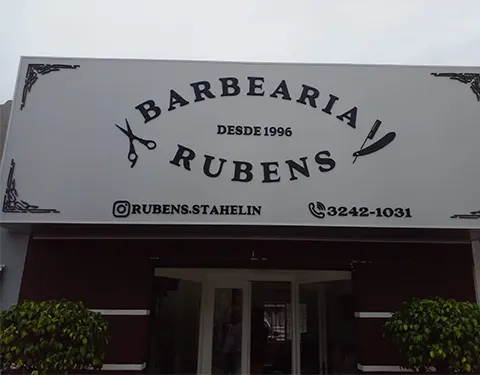 BARBEARIA
DESDE 1996
RUBENS
RUBENS.STAHELIN
3242-1031